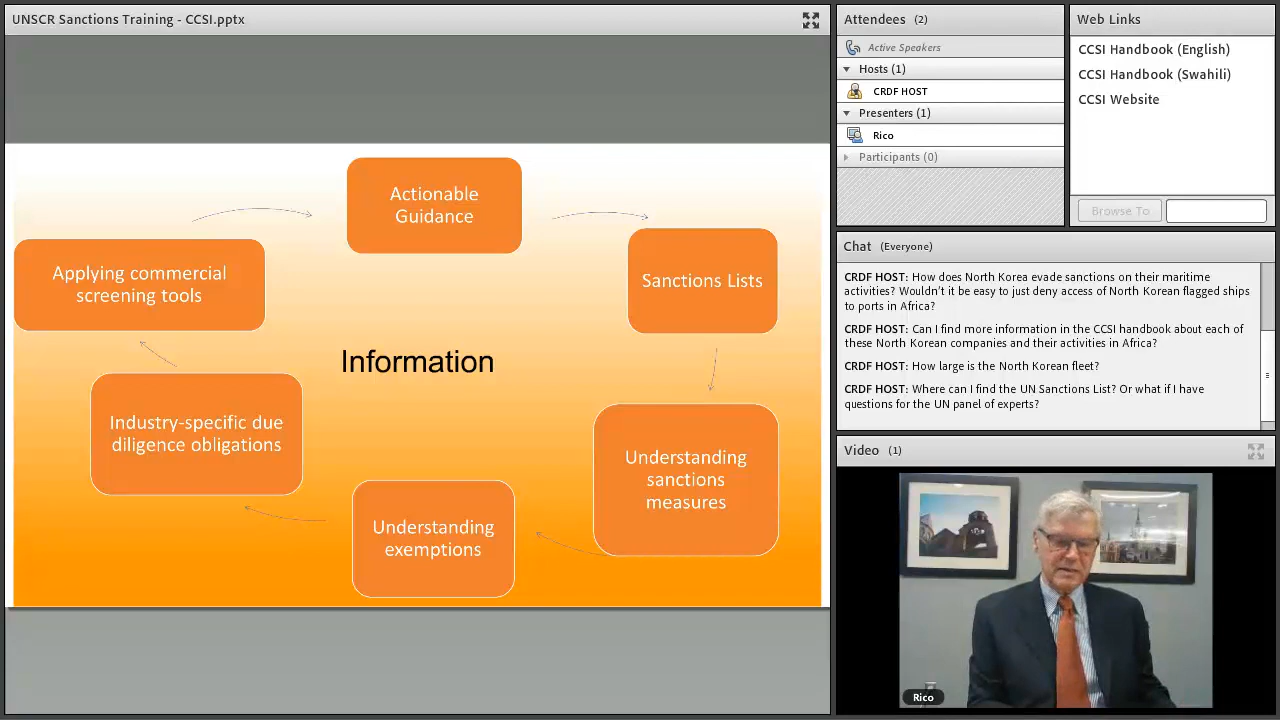 UNSCR Sanctions Training - CCSI.pptx
Actionable
Guidance
Sanctions Lists
Understanding
sanctions
measures
Understanding
exemptions
Industry-specific due
diligence obligations
Applying commercial
screening tools
Information
Attendees (2)
Active Speakers
Hosts (1)
CRDF HOST
Presenters (1)
Rico
Participants (0)
Web Links
CCSI Handbook (English)
CCSI Handbook (Swahili)
CCSI Website
Browse To
Chat (Everyone)
CRDF HOST: How does North Korea evade sanctions on their maritime
activities? Wouldn't it be easy to just deny access of North Korean flagged ships
to ports in Africa?
CRDF HOST: Can I find more information in the CCSI handbook about each of
these North Korean companies and their activities in Africa?
CRDF HOST: How large is the North Korean fleet?
CRDF HOST: Where can I find the UN Sanctions List? Or what if I have
questions for the UN panel of experts?
Video (1)
Rico